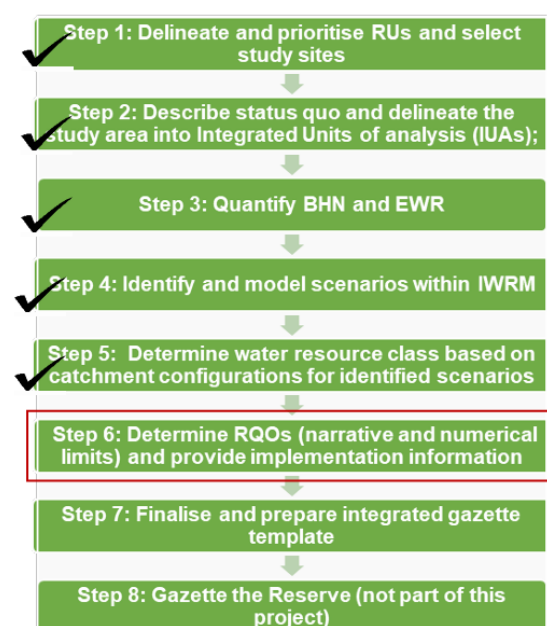 Step 1: Delineate and prioritise RUs and select
study sites
Step 2: Describe status quo and delineate the
study area into Integrated Units of analysis (IUAs);
Step 3: Quantify BHN and EWR
Step 4: Identify and model scenarios within IWRM
Step 5: Determine water resource class based on
catchment configurations for identified scenarios
Step 6: Determine RQOs (narrative and numerical
limits) and provide implementation information
Step 7: Finalise and prepare integrated gazette
template
Step 8: Gazette the Reserve (not part of this
project)